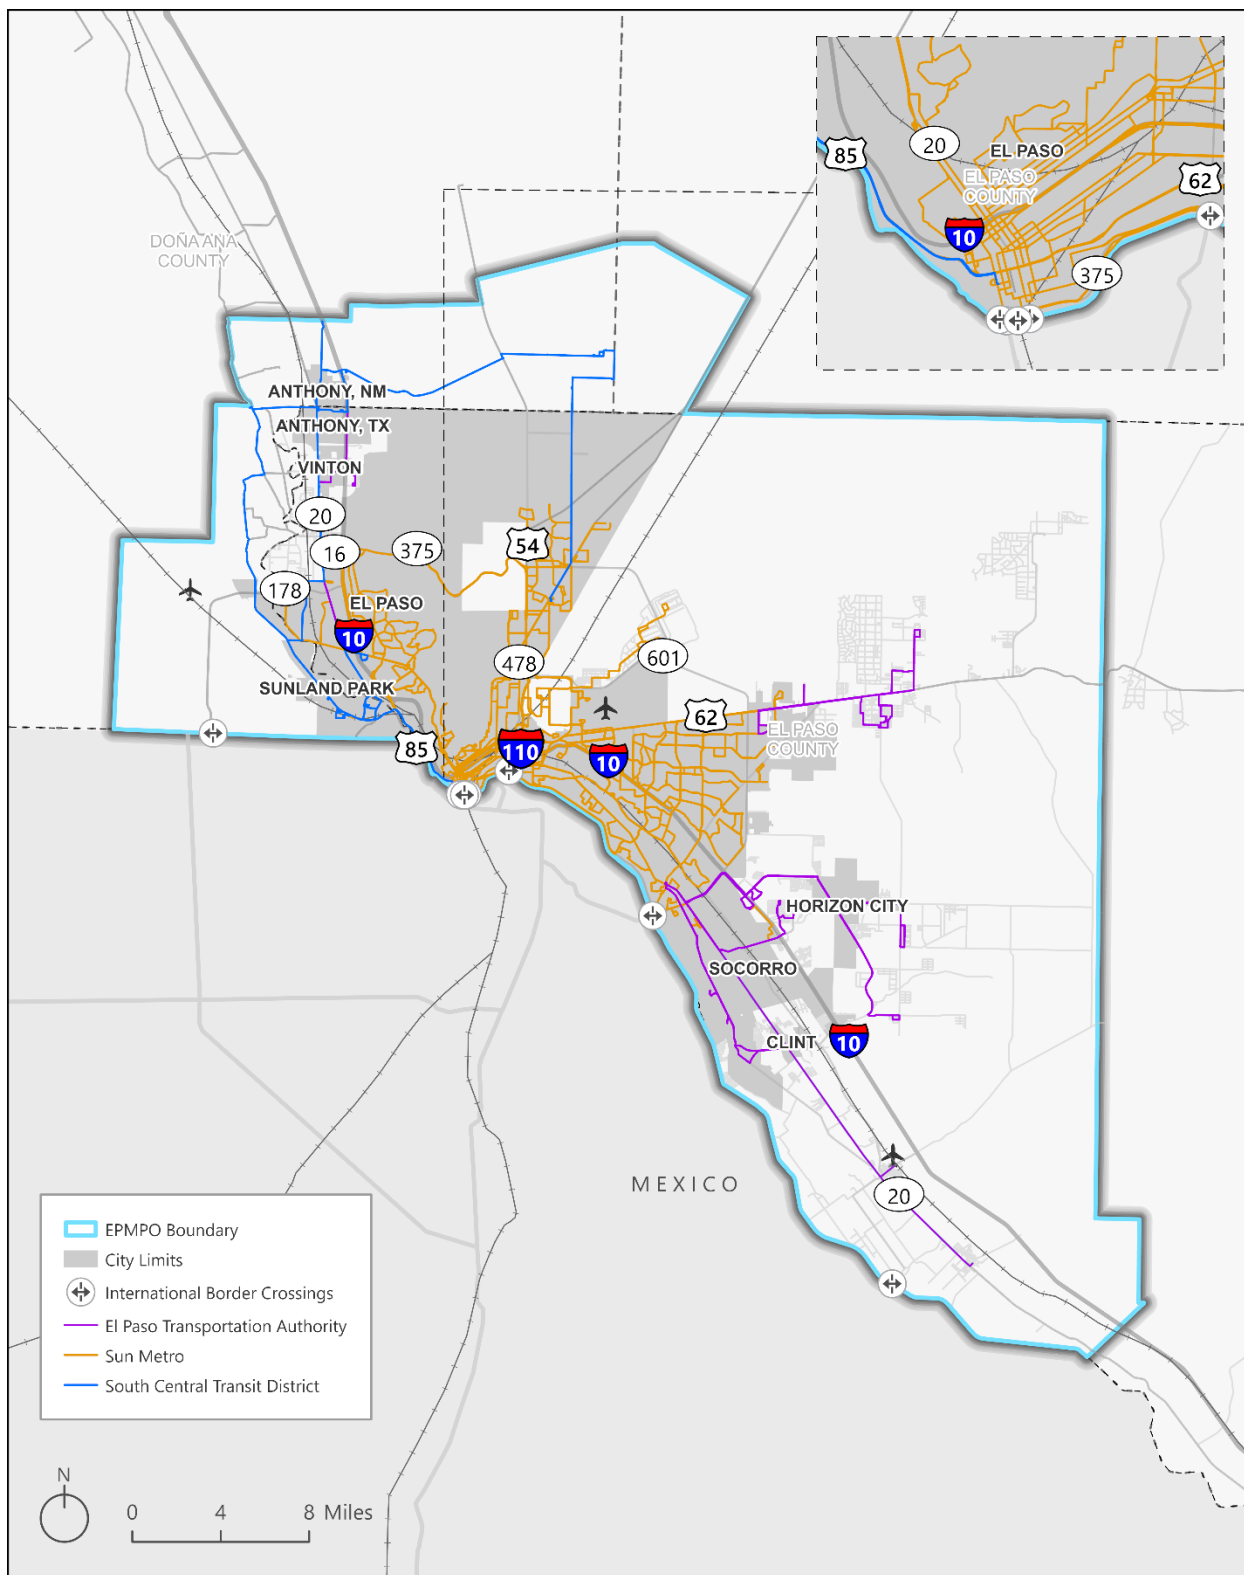 85
20
EL PASO
EL PASO
COUNTY
62
10
375
DOÑA ANA
COUNTY
ANTHONY, NM
ANTHONY, TX
VINTON
20
16
375
54
178
EL PASO
10
478
601
SUNLAND PARK
62
85
110
10
EL PASO
COUNTY
HORIZON CITY
SOCORRO
CLINT
10
MEXICO
20
EPMPO Boundary
City Limits
International Border Crossings
El Paso Transportation Authority
Sun Metro
South Central Transit District
N
0 4 8 Miles